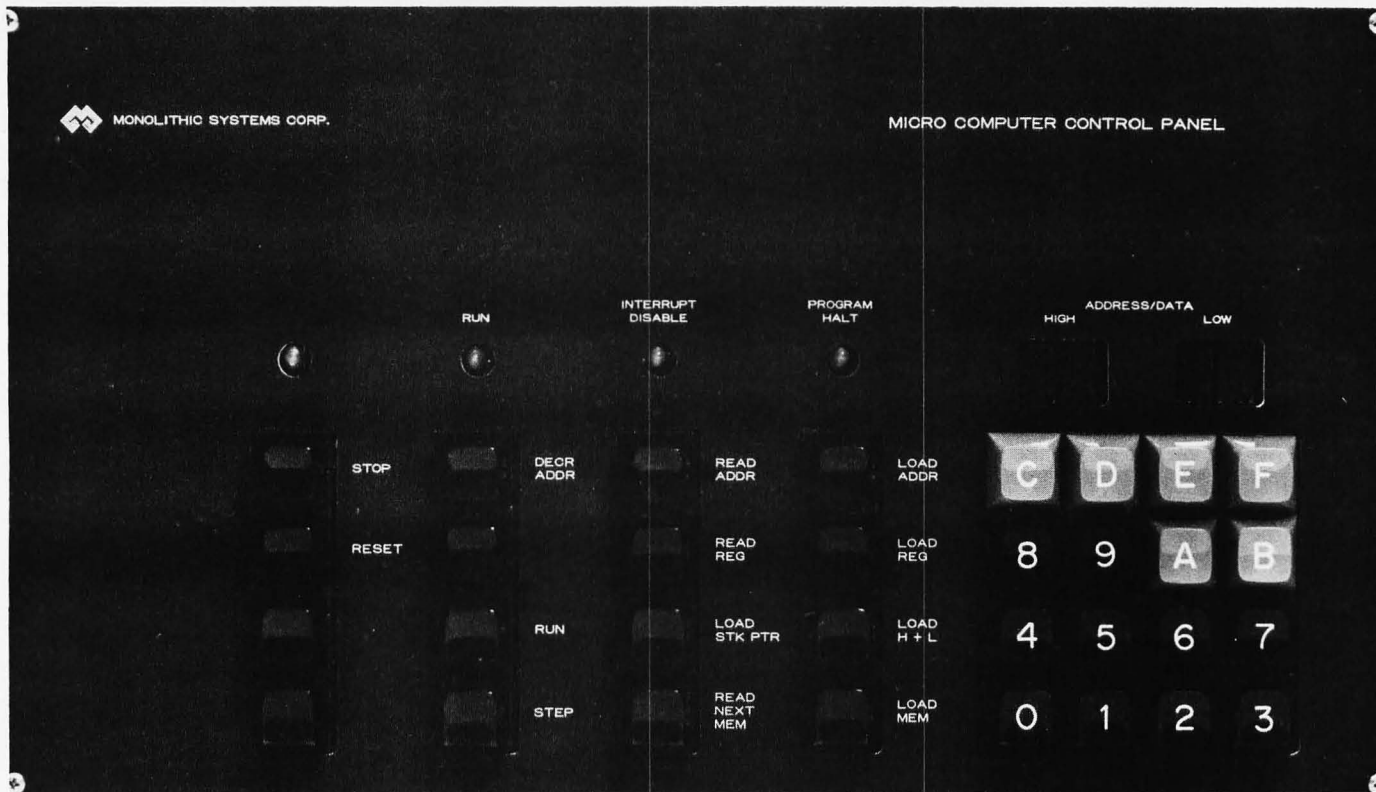 MONOLITHIC SYSTEMS CORP.
MICRO COMPUTER CONTROL PANEL
RUN
INTERRUPT
DISABLE
PROGRAM
HALT
ADDRESS/DATA
HIGH
LOW
STOP
DECR
ADDR
READ
ADDR
LOAD
ADDR
C D E F
RESET
READ
REG
LOAD
REG
8 9 A B
RUN
LOAD
STK PTR
LOAD
H + L
4 5 6 7
STEP
READ
NEXT
MEM
LOAD
MEM
0 1 2 3